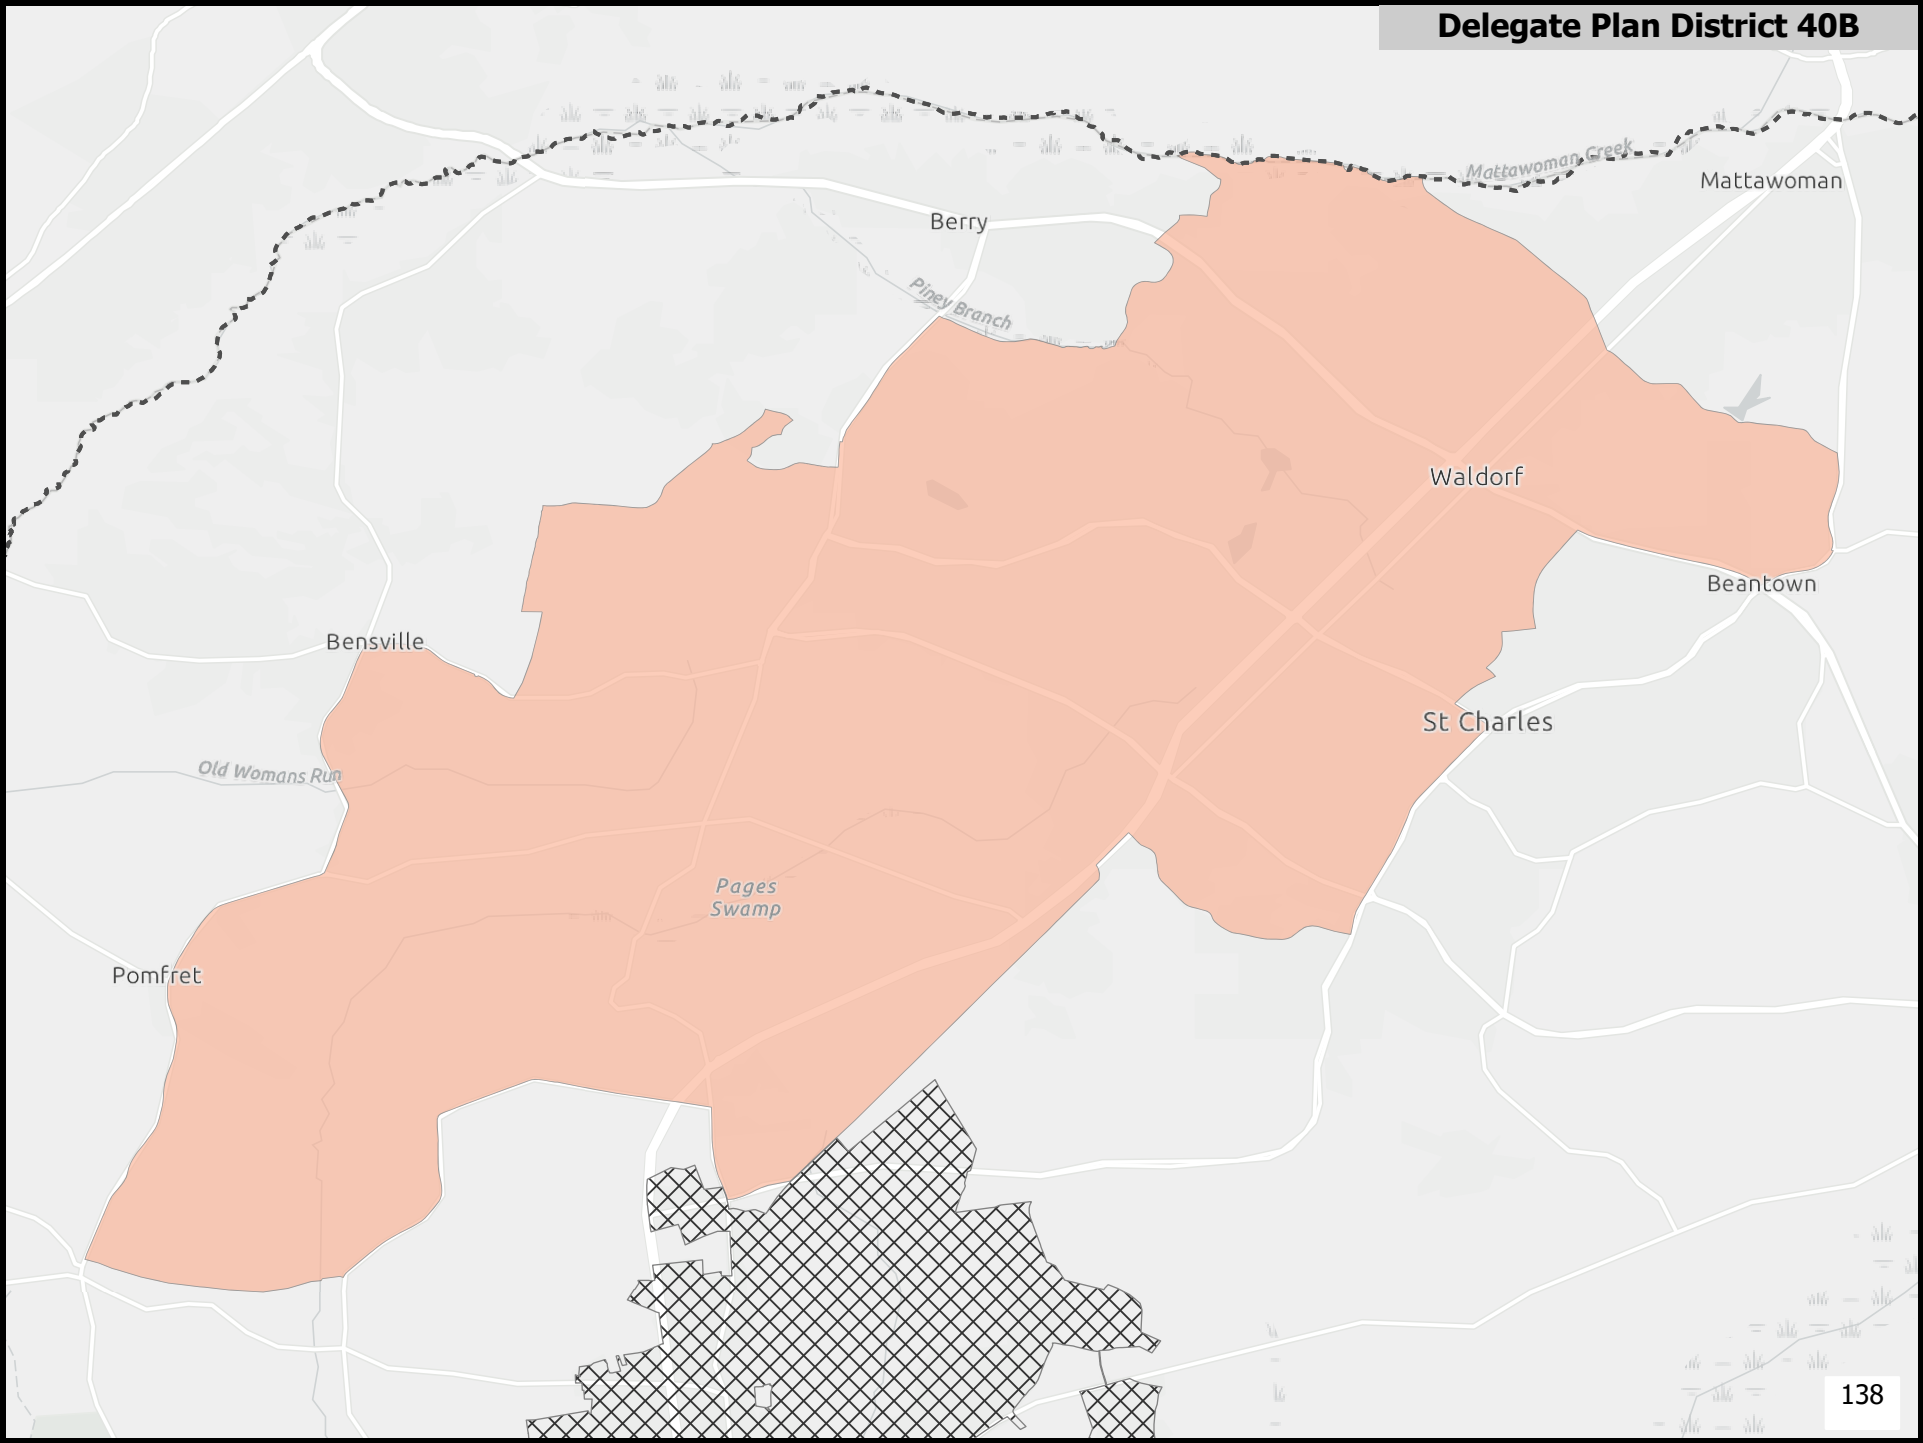 Delegate Plan District 40B
Mattawoman Creek
Mattawoman
Berry
Piney Branch
Waldorf
Beantown
Bensville
St Charles
Old Womans Run
Pages
Swamp
Pomfret
138